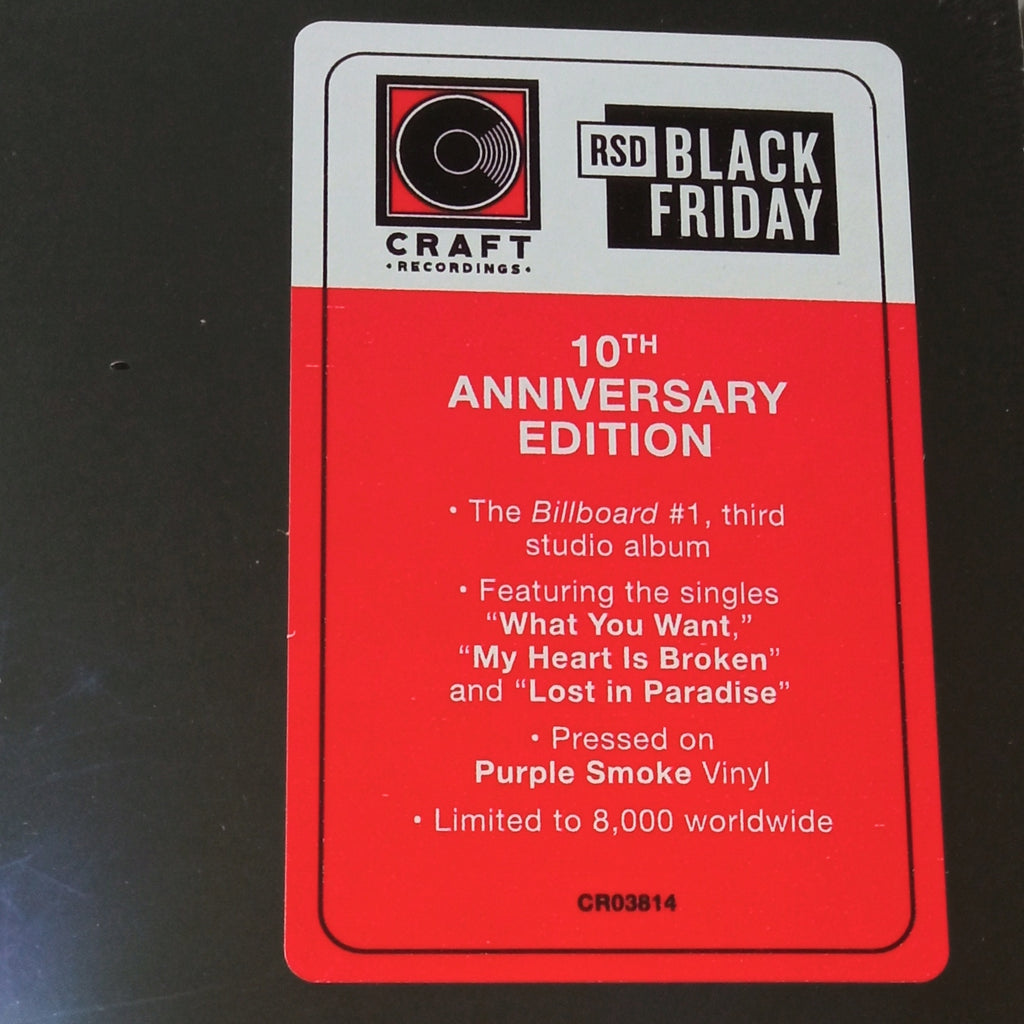 CRAFT
•RECORDINGS•
RSD BLACK
FRIDAY
10TH
ANNIVERSARY
EDITION
• The Billboard #1, third
studio album
• Featuring the singles
“What You Want,”
“My Heart Is Broken”
and “Lost in Paradise”
• Pressed on
Purple Smoke Vinyl
• Limited to 8,000 worldwide
CR03814